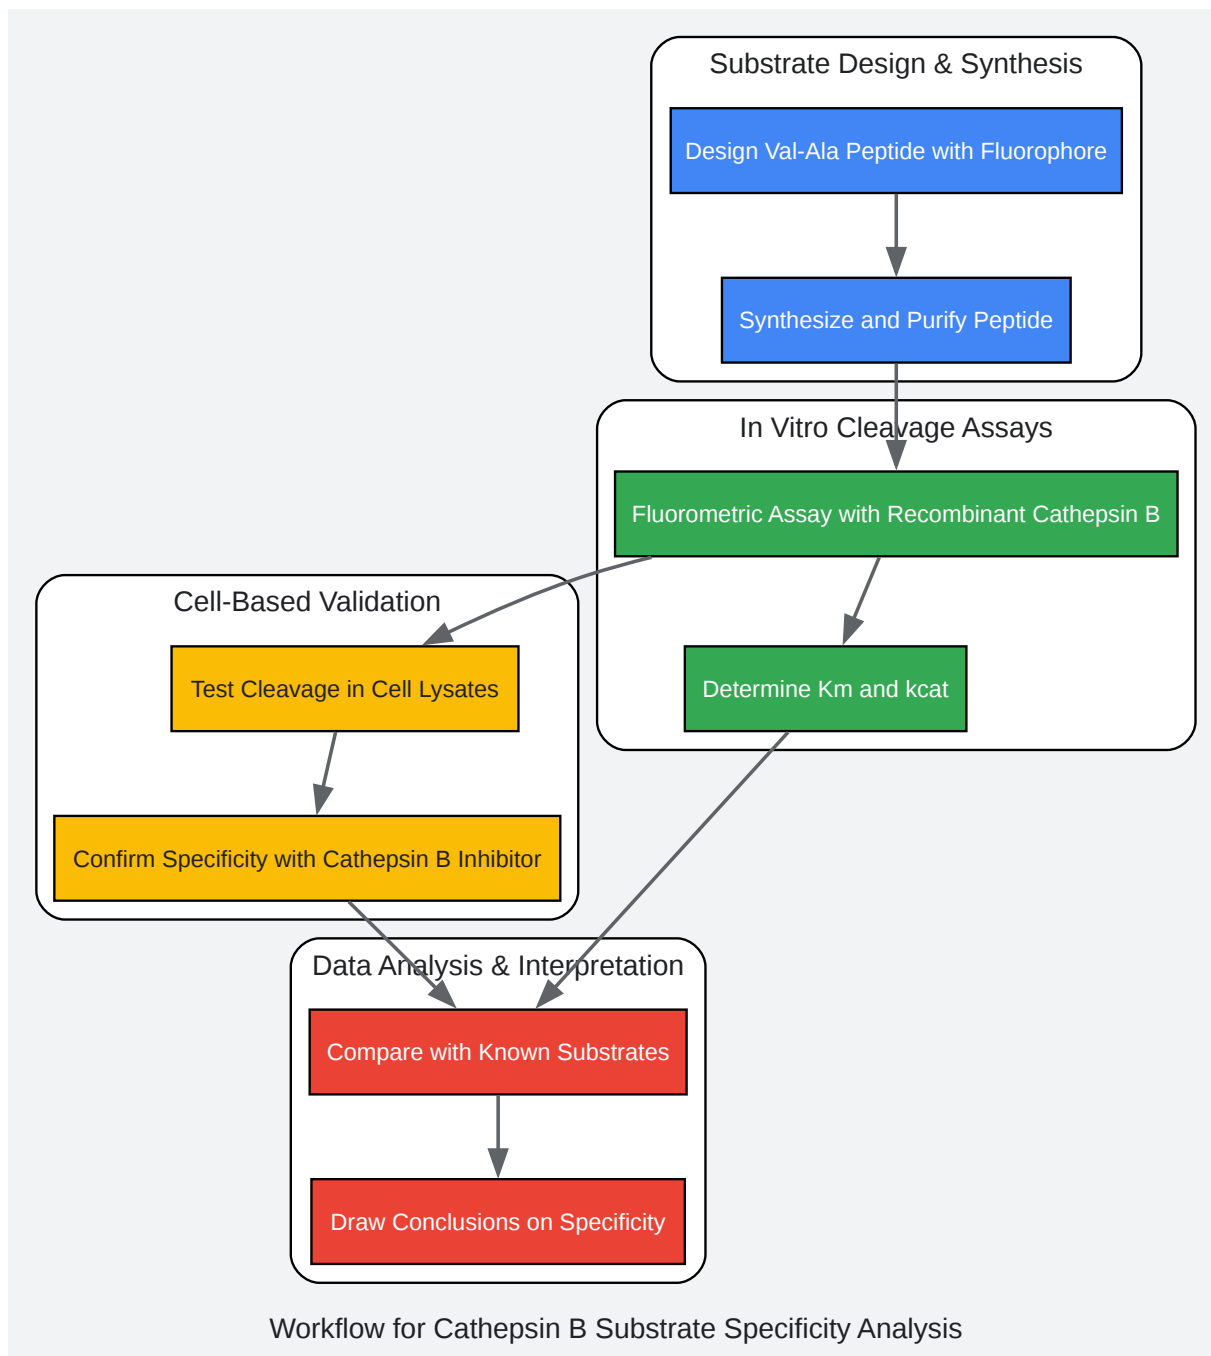 Substrate Design & Synthesis
Design Val-Ala Peptide with Fluorophore
Synthesize and Purify Peptide
In Vitro Cleavage Assays
Fluorometric Assay with Recombinant Cathepsin B
Determine Km and kcat
Cell-Based Validation
Test Cleavage in Cell Lysates
Confirm Specificity with Cathepsin B Inhibitor
Data Analysis & Interpretation
Compare with Known Substrates
Draw Conclusions on Specificity
Workflow for Cathepsin B Substrate Specificity Analysis